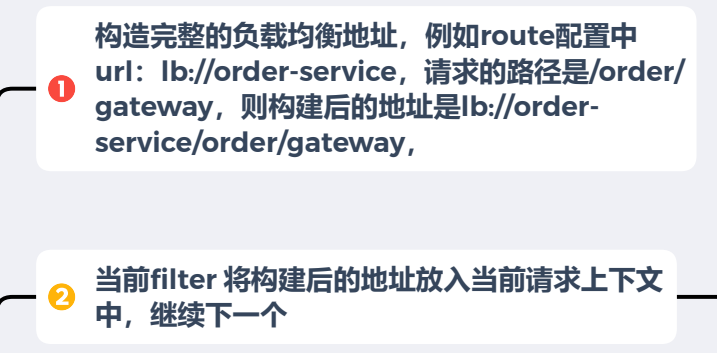 1
构造完整的负载均衡地址，例如route配置中
url：lb://order-service，请求的路径是/order/
gateway，则构建后的地址是lb://order-
service/order/gateway，
2
当前filter 将构建后的地址放入当前请求上下文
中，继续下一个